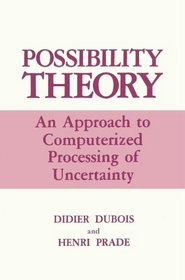 POSSIBILITY
THEORY
An Approach to
Computerized
Processing of
Uncertainty
DIDIER DUBOIS
and
HENRI PRADE